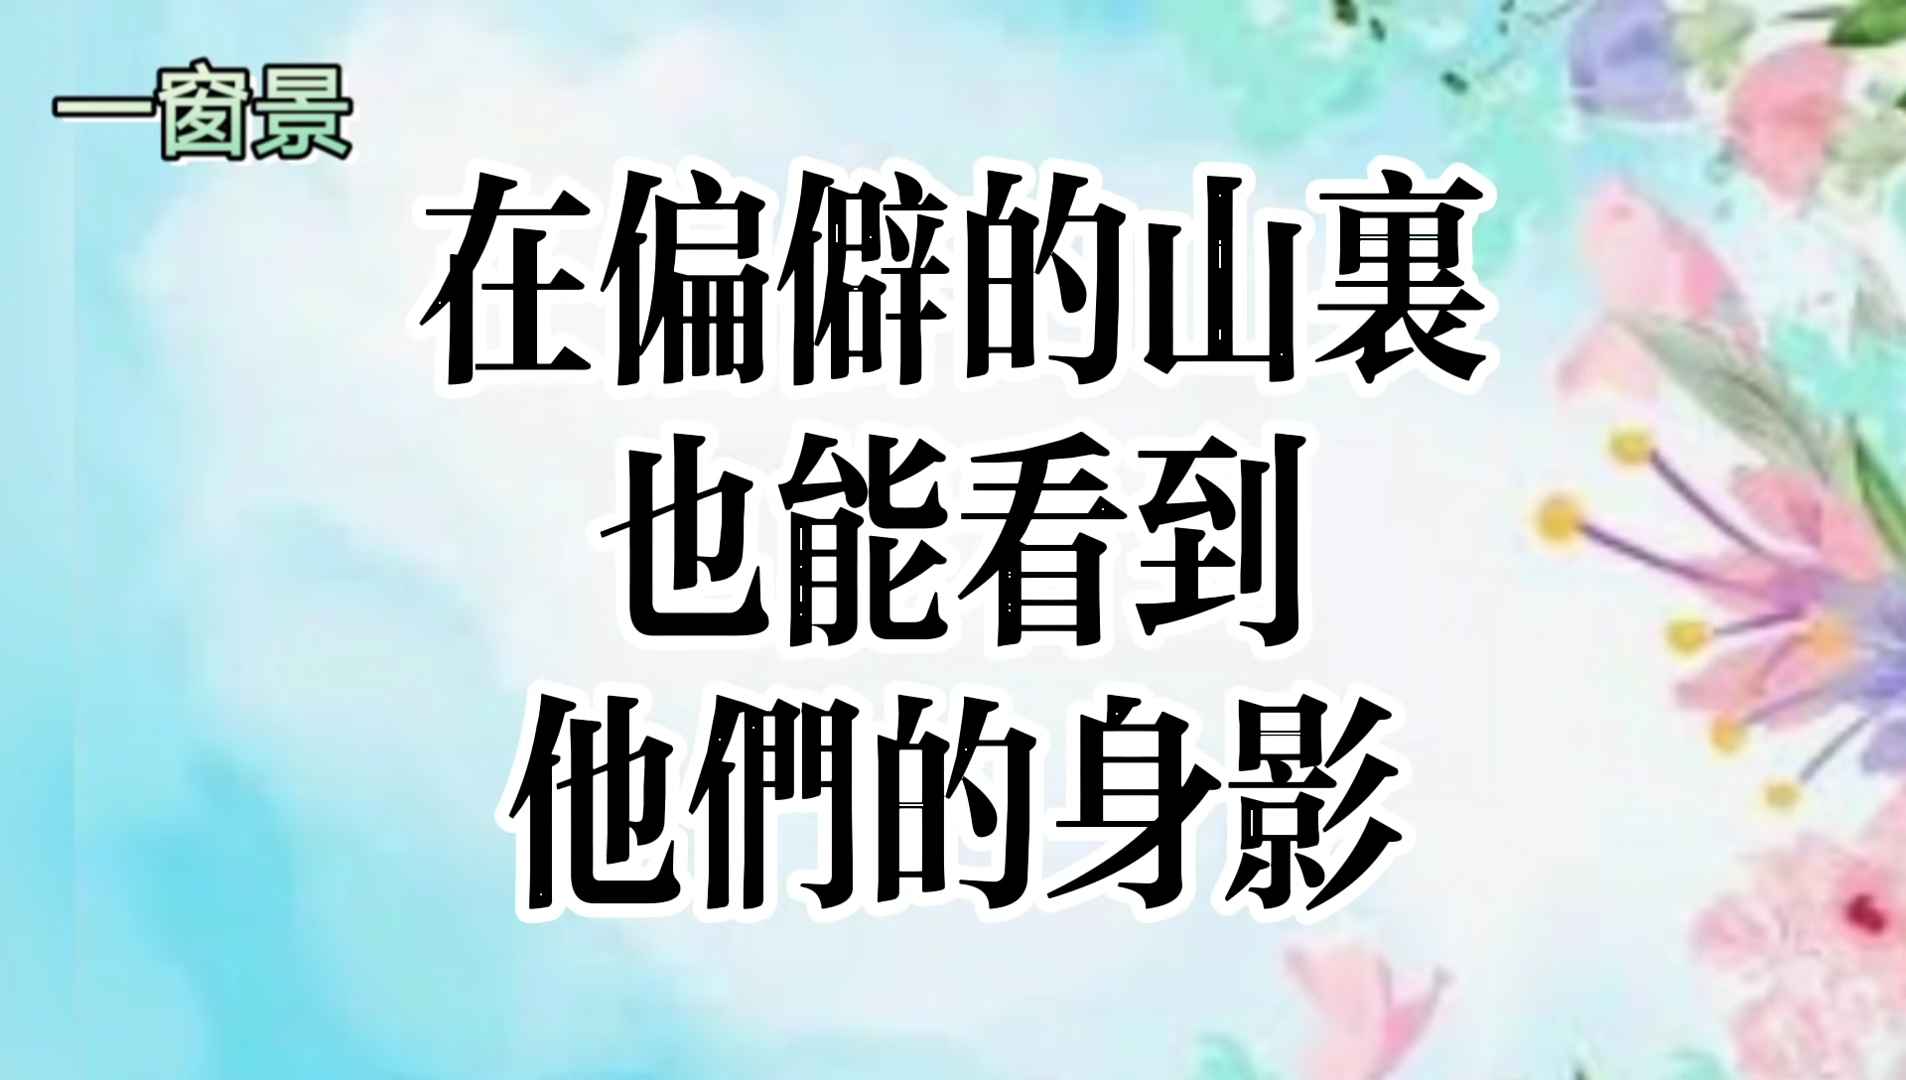 一窗景
在偏僻的山裏
也能看到
他們的身影